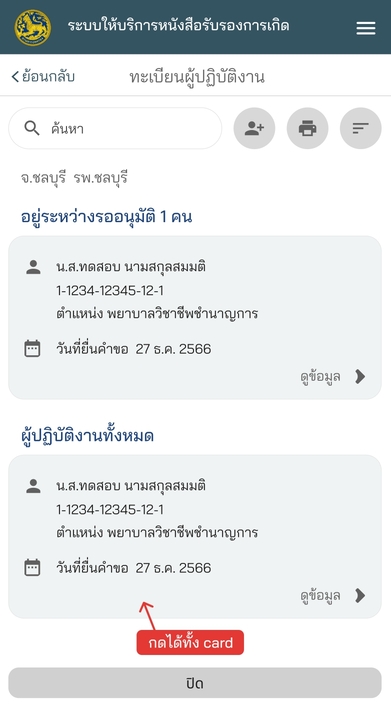 ระบบให้บริการหนังสือรับรองการเกิด
ย้อนกลับ ทะเบียนผู้ปฏิบัติงาน
ค้นหา
จ.ชลบุรี รพ.ชลบุรี
อยู่ระหว่างรออนุมัติ 1 คน
น.ส.ทดสอบ นามสกุลสมมติ
1-1234-12345-12-1
ตำแหน่ง พยาบาลวิชาชีพชำนาญการ
วันที่ยื่นคำขอ 27 ธ.ค. 2566
ดูข้อมูล
ผู้ปฏิบัติงานทั้งหมด
น.ส.ทดสอบ นามสกุลสมมติ
1-1234-12345-12-1
ตำแหน่ง พยาบาลวิชาชีพชำนาญการ
วันที่ยื่นคำขอ 27 ธ.ค. 2566
ดูข้อมูล
กดได้ทั้ง card
ปิด